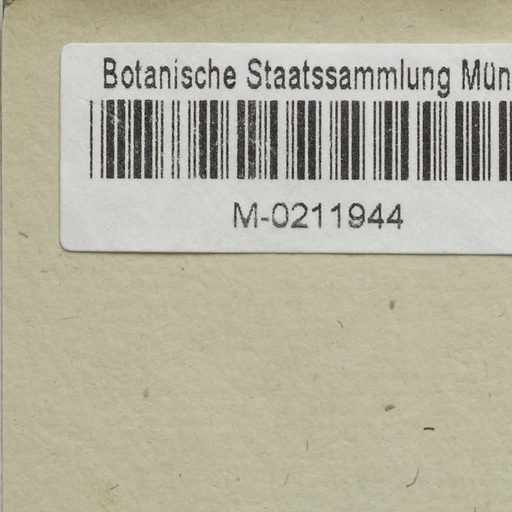 Botanische Staatssammlung Mün
M-0211944